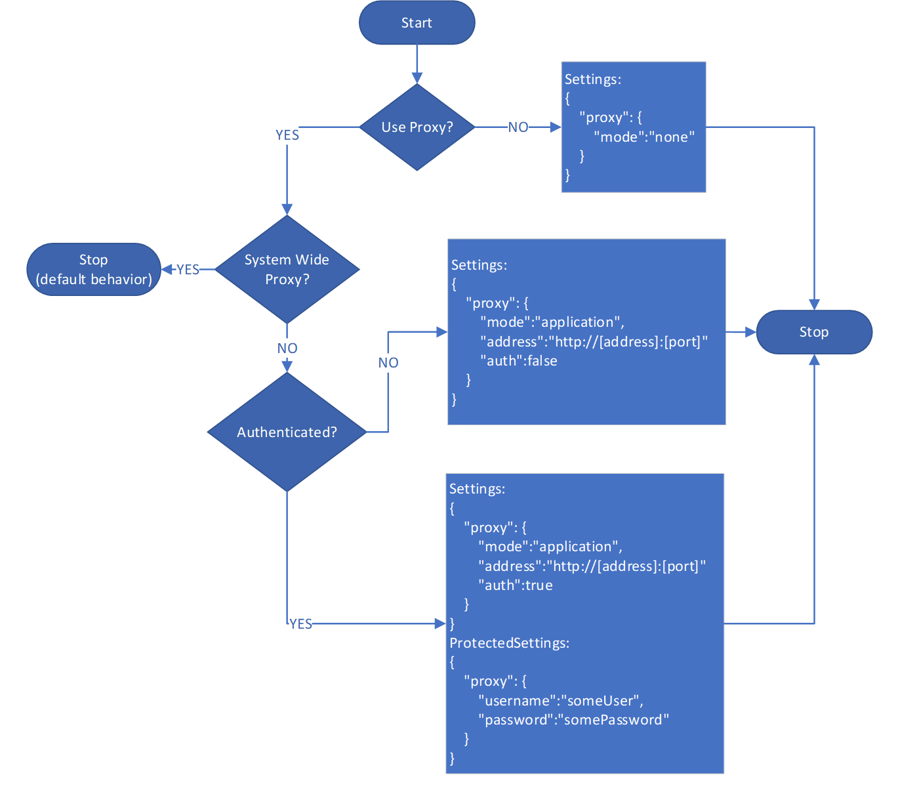 Start
Use Proxy?
YES
NO
Settings:
{
"proxy": {
"mode":"none"
}
}
System Wide
Proxy?
YES
Stop
(default behavior)
NO
Authenticated?
NO
Settings:
{
"proxy": {
"mode":"application",
"address":"http://[address]:[port]"
"auth":false
}
}
Stop
YES
Settings:
{
"proxy": {
"mode":"application",
"address":"http://[address]:[port]"
"auth":true
}
}
ProtectedSettings:
{
"proxy": {
"username":"someUser",
"password":"somePassword"
}
}